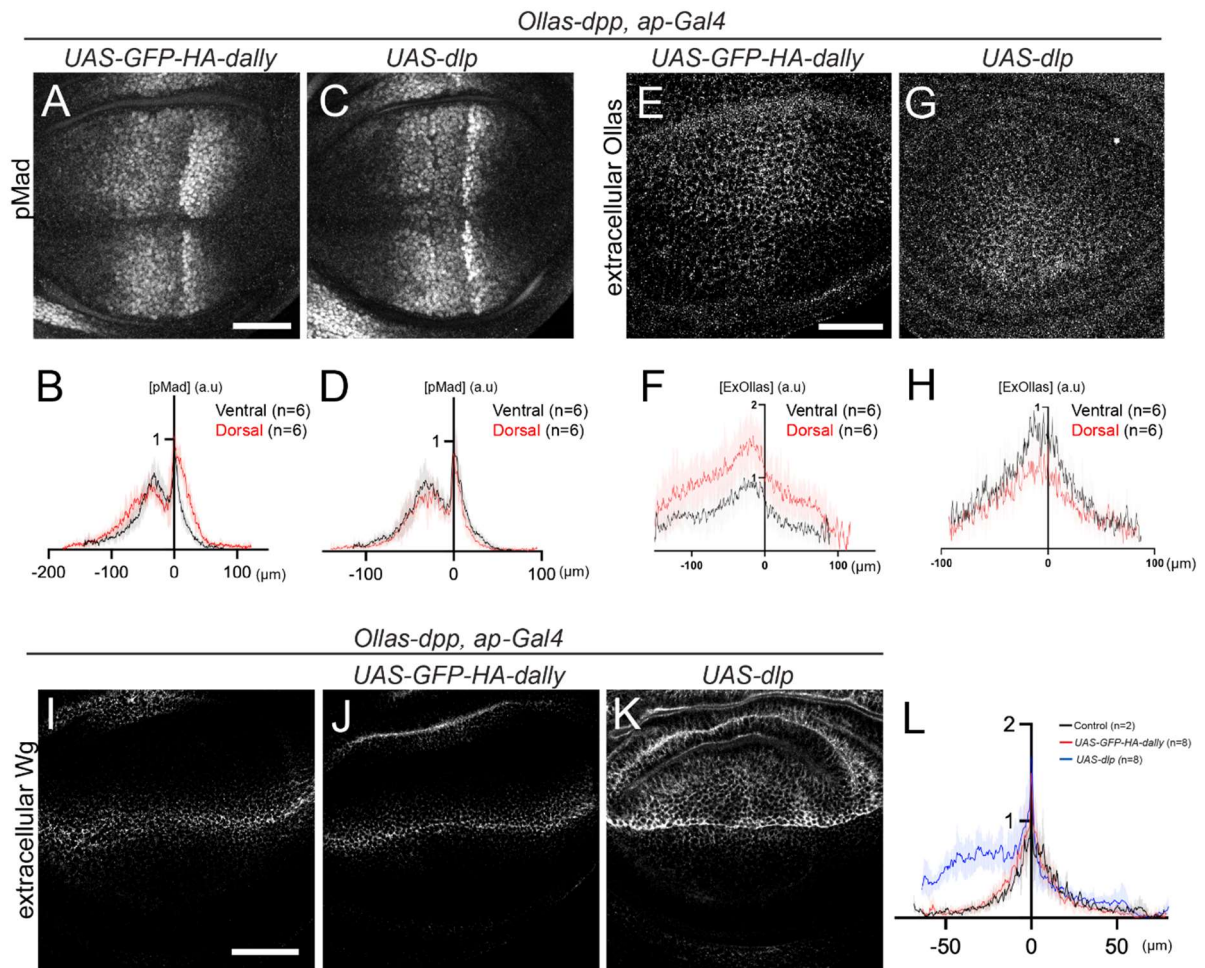 Ollas-dpp, ap-Gal4
UAS-GFP-HA-dally UAS-dlp UAS-GFP-HA-dally UAS-dlp
pMad
A C
extracellular Ollas
E G
B D F H
[pMad] (a.u)
Ventral (n=6)
Dorsal (n=6)
1
-200 -100 0 100 (µm)
[pMad] (a.u)
Ventral (n=6)
Dorsal (n=6)
1
-100 0 100 (µm)
[ExOllas] (a.u)
2
Ventral (n=6)
Dorsal (n=6)
1
-100 0 100 (µm)
[ExOllas] (a.u)
1
Ventral (n=6)
Dorsal (n=6)
-100 0 100 (µm)
Ollas-dpp, ap-Gal4
UAS-GFP-HA-dally UAS-dlp
extracellular Wg
I J K L
2
Control (n=2)
UAS-GFP-HA-dally (n=8)
UAS-dlp (n=8)
1
-50 0 50 (µm)